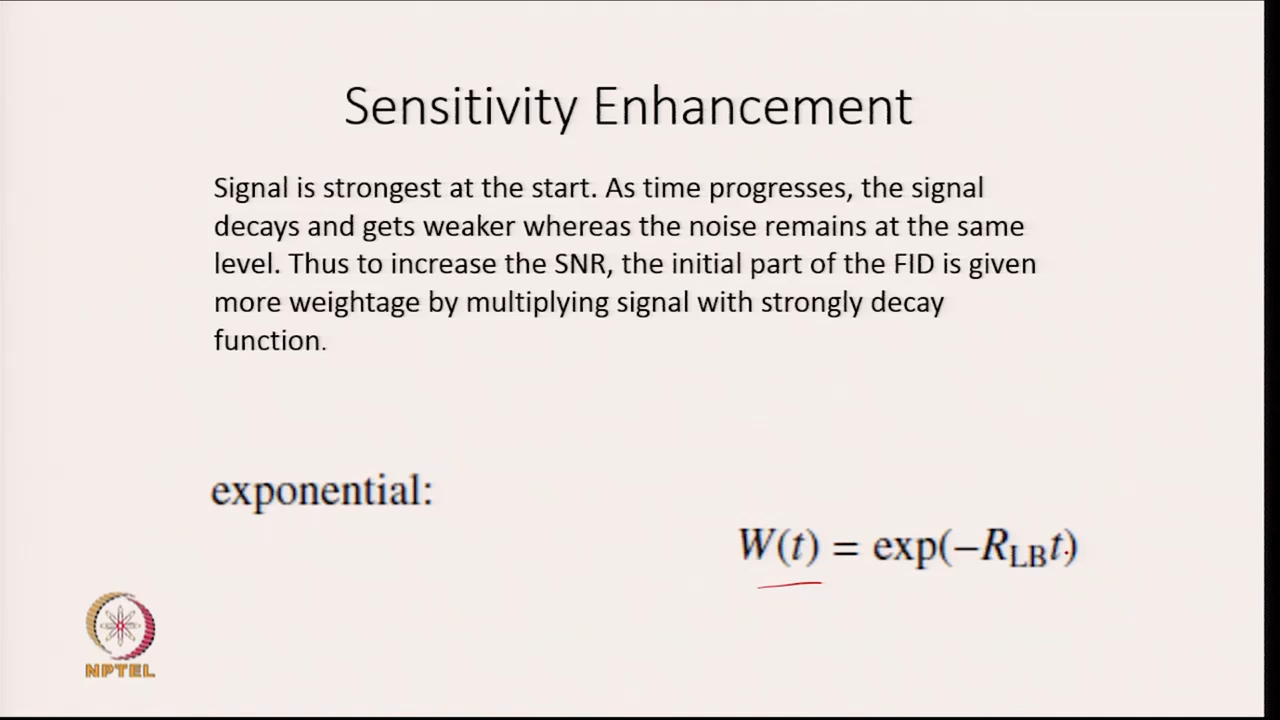 Sensitivity Enhancement
Signal is strongest at the start. As time progresses, the signal
decays and gets weaker whereas the noise remains at the same
level. Thus to increase the SNR, the initial part of the FID is given
more weightage by multiplying signal with strongly decay
function.
exponential:
W(t) = exp(−R_LB t)
NPTEL